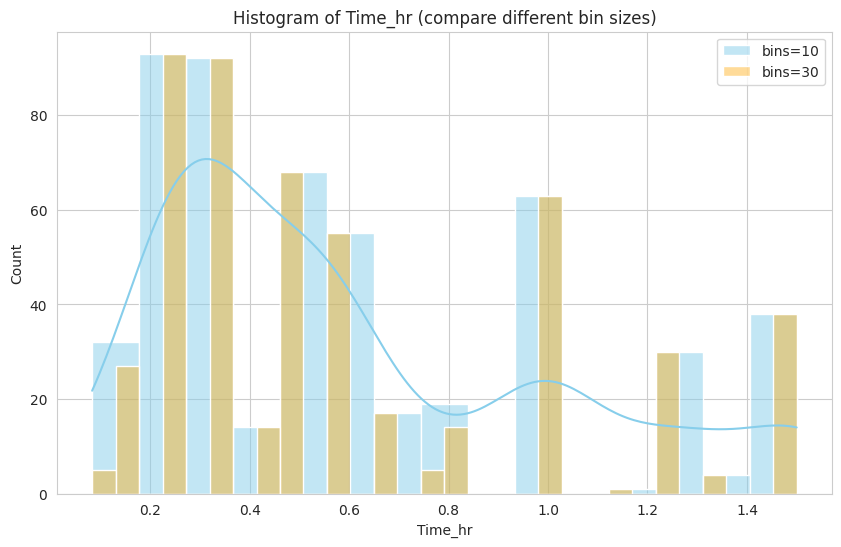 Histogram of Time_hr (compare different bin sizes)
bins=10
bins=30
Count
80
60
40
20
0
0.2 0.4 0.6 0.8 1.0 1.2 1.4
Time_hr